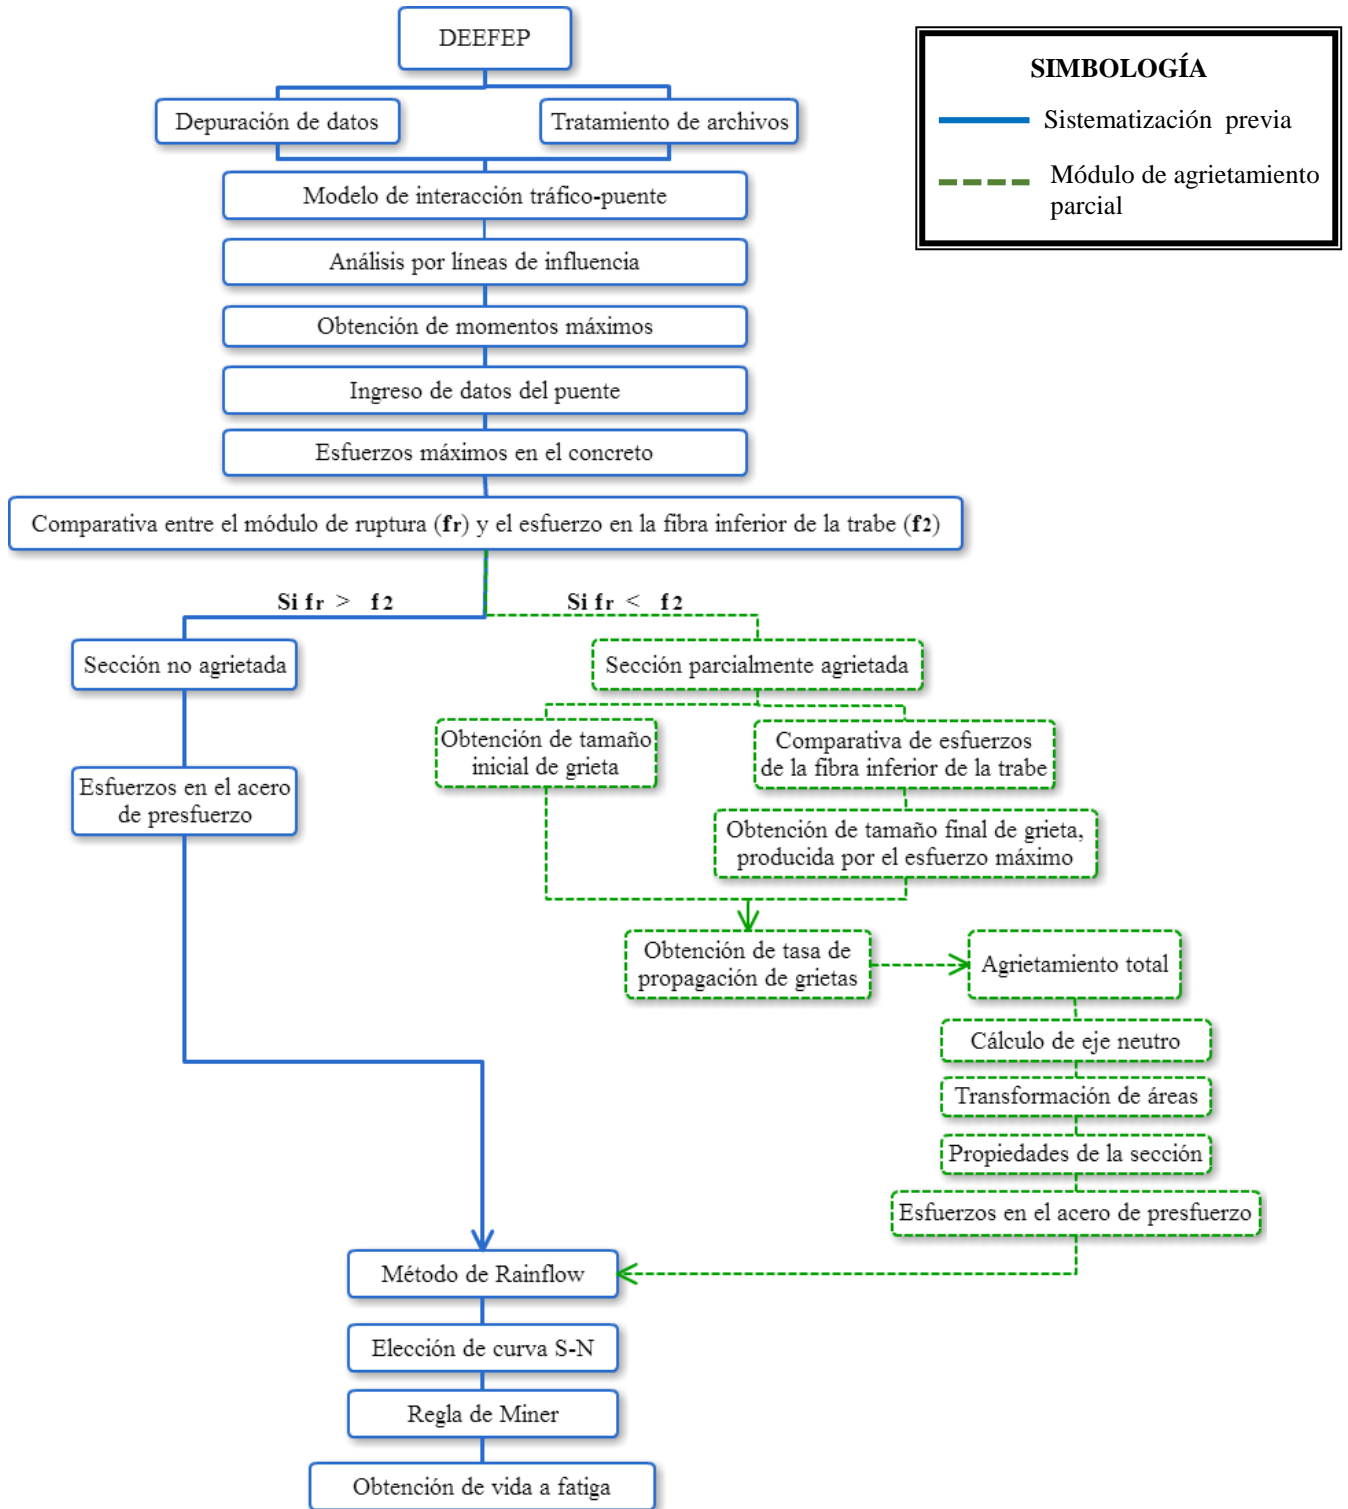 DEEFEP
SIMBOLOGÍA
Sistematización previa
Módulo de agrietamiento
parcial
Depuración de datos
Tratamiento de archivos
Modelo de interacción tráfico-puente
Análisis por líneas de influencia
Obtención de momentos máximos
Ingreso de datos del puente
Esfuerzos máximos en el concreto
Comparativa entre el módulo de ruptura (fr) y el esfuerzo en la fibra inferior de la trabe (f2)
Si fr > f2
Si fr < f2
Sección no agrietada
Sección parcialmente agrietada
Obtención de tamaño
inicial de grieta
Comparativa de esfuerzos
de la fibra inferior de la trabe
Esfuerzos en el acero
de presfuerzo
Obtención de tamaño final de grieta,
producida por el esfuerzo máximo
Obtención de tasa de
propagación de grietas
Agrietamiento total
Cálculo de eje neutro
Transformación de áreas
Propiedades de la sección
Esfuerzos en el acero de presfuerzo
Método de Rainflow
Elección de curva S-N
Regla de Miner
Obtención de vida a fatiga